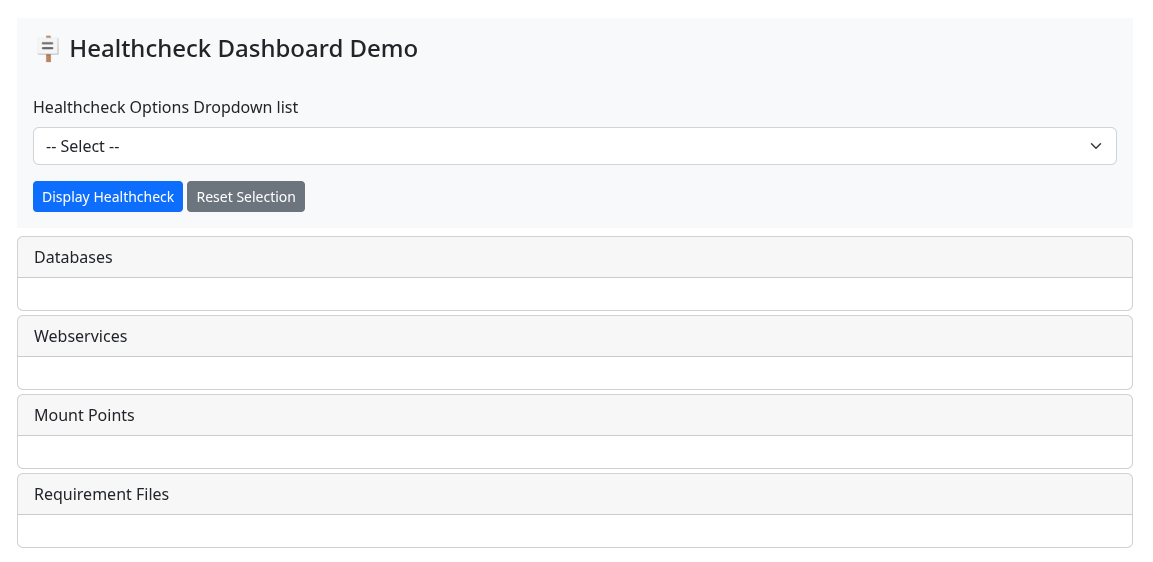 Healthcheck Dashboard Demo
Healthcheck Options Dropdown list
-- Select --
Display Healthcheck Reset Selection
Databases
Webservices
Mount Points
Requirement Files